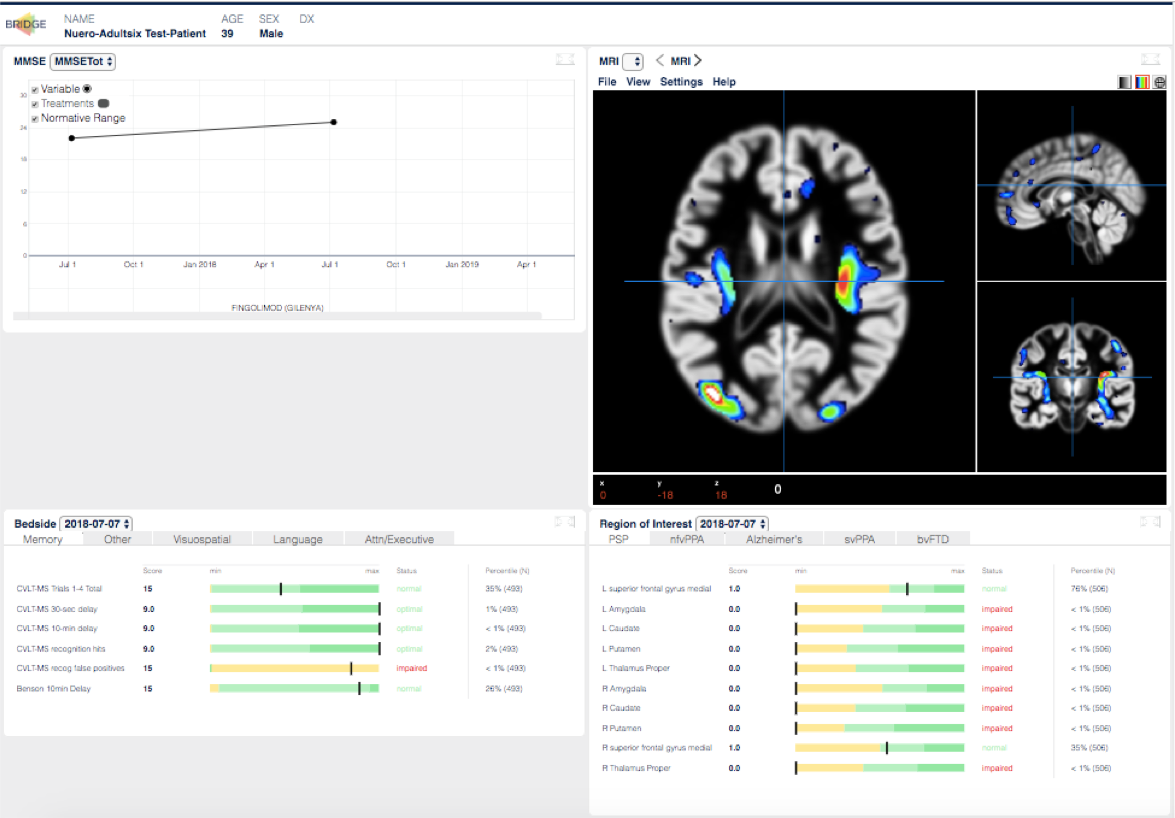 BRIDGE
NAME AGE SEX DX
Nuero-Adultsix Test-Patient 39 Male
MMSE MMSETot
Variable
Treatments
Normative Range
30
24
18
12
6
0
Jul 1 Oct 1 Jan 2018 Apr 1 Jul 1 Oct 1 Jan 2019 Apr 1
FINGOLIMOD (GILENYA)
MRI < MRI >
File View Settings Help
x y z
0 -18 18 0
Bedside 2018-07-07
Memory Other Visuospatial Language Attn/Executive
Score min max Status Percentile (N)
CVLT-MS Trials 1-4 Total 15 normal 35% (493)
CVLT-MS 30-sec delay 9.0 optimal 1% (493)
CVLT-MS 10-min delay 9.0 optimal < 1% (493)
CVLT-MS recognition hits 9.0 optimal 2% (493)
CVLT-MS recog false positives 15 impaired < 1% (493)
Benson 10min Delay 15 normal 26% (493)
Region of Interest 2018-07-07
PSP nfvPPA Alzheimer's svPPA bvFTD
Score min max Status Percentile (N)
L superior frontal gyrus medial 1.0 normal 76% (506)
L Amygdala 0.0 impaired < 1% (506)
L Caudate 0.0 impaired < 1% (506)
L Putamen 0.0 impaired < 1% (506)
L Thalamus Proper 0.0 impaired < 1% (506)
R Amygdala 0.0 impaired < 1% (506)
R Caudate 0.0 impaired < 1% (506)
R Putamen 0.0 impaired < 1% (506)
R superior frontal gyrus medial 1.0 normal 35% (506)
R Thalamus Proper 0.0 impaired < 1% (506)